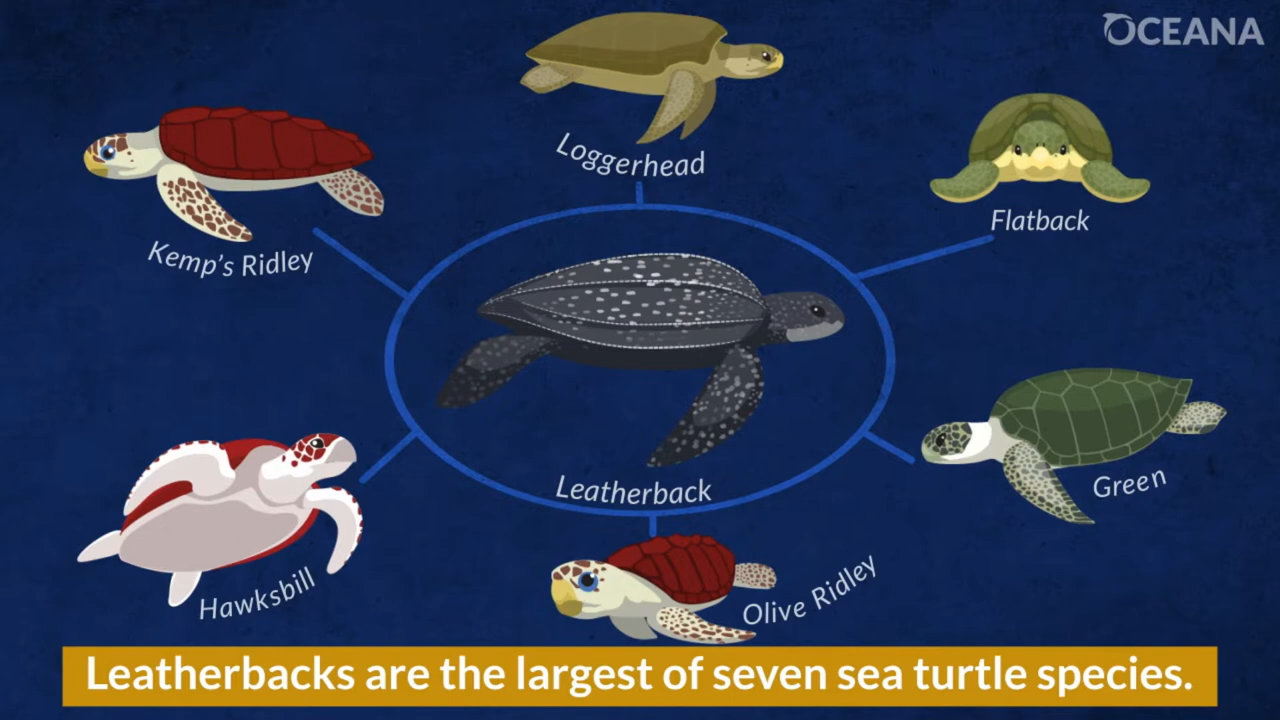 OCEANA
Loggerhead
Kemp's Ridley
Flatback
Leatherback
Green
Hawksbill
Olive Ridley
Leatherbacks are the largest of seven sea turtle species.